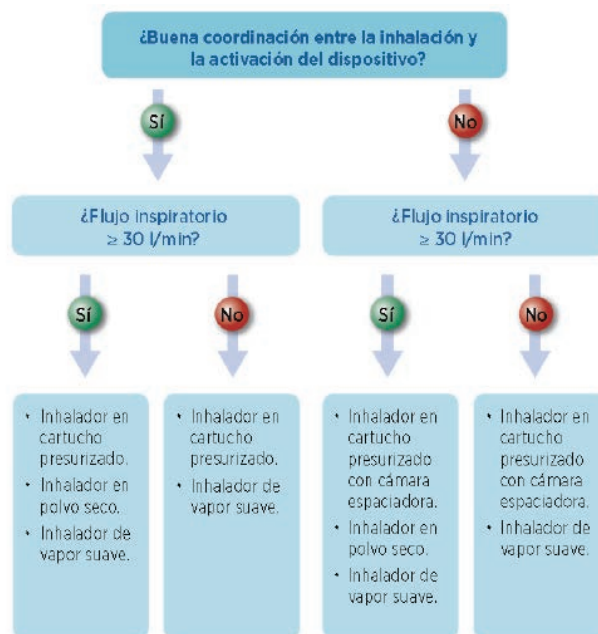 ¿Buena coordinación entre la inhalación y
la activación del dispositivo?
Sí
No
¿Flujo inspiratorio
≥ 30 l/min?
¿Flujo inspiratorio
≥ 30 l/min?
Sí
No
Sí
No
• Inhalador en
cartucho
presurizado.
• Inhalador en
polvo seco.
• Inhalador de
vapor suave.
• Inhalador en
cartucho
presurizado.
• Inhalador de
vapor suave.
• Inhalador en
cartucho
presurizado
con cámara
espaciadora.
• Inhalador en
polvo seco.
• Inhalador de
vapor suave.
• Inhalador en
cartucho
presurizado
con cámara
espaciadora.
• Inhalador de
vapor suave.